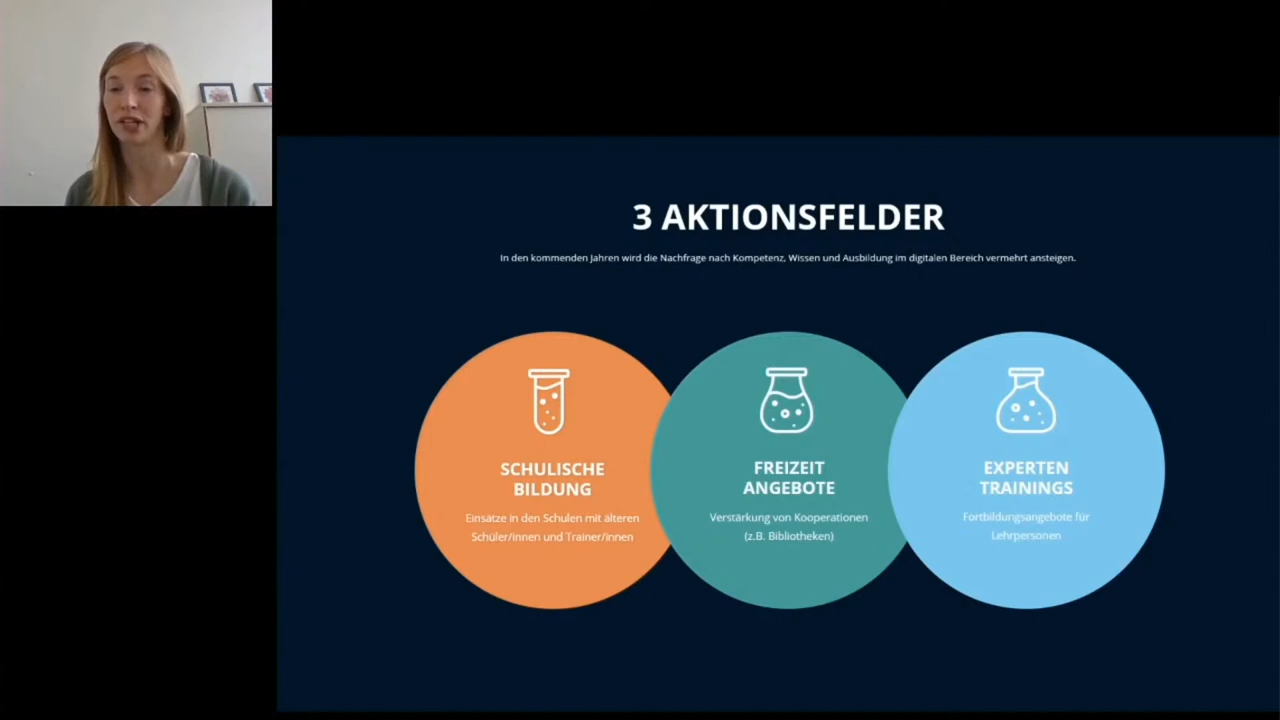 3 AKTIONSFELDER
In den kommenden Jahren wird die Nachfrage nach Kompetenz, Wissen und Ausbildung im digitalen Bereich vermehrt ansteigen.
SCHULISCHE
BILDUNG
Einsätze in den Schulen mit älteren
Schüler/innen und Trainer/innen
FREIZEIT
ANGEBOTE
Verstärkung von Kooperationen
(z.B. Bibliotheken)
EXPERTEN
TRAININGS
Fortbildungsangebote für
Lehrpersonen